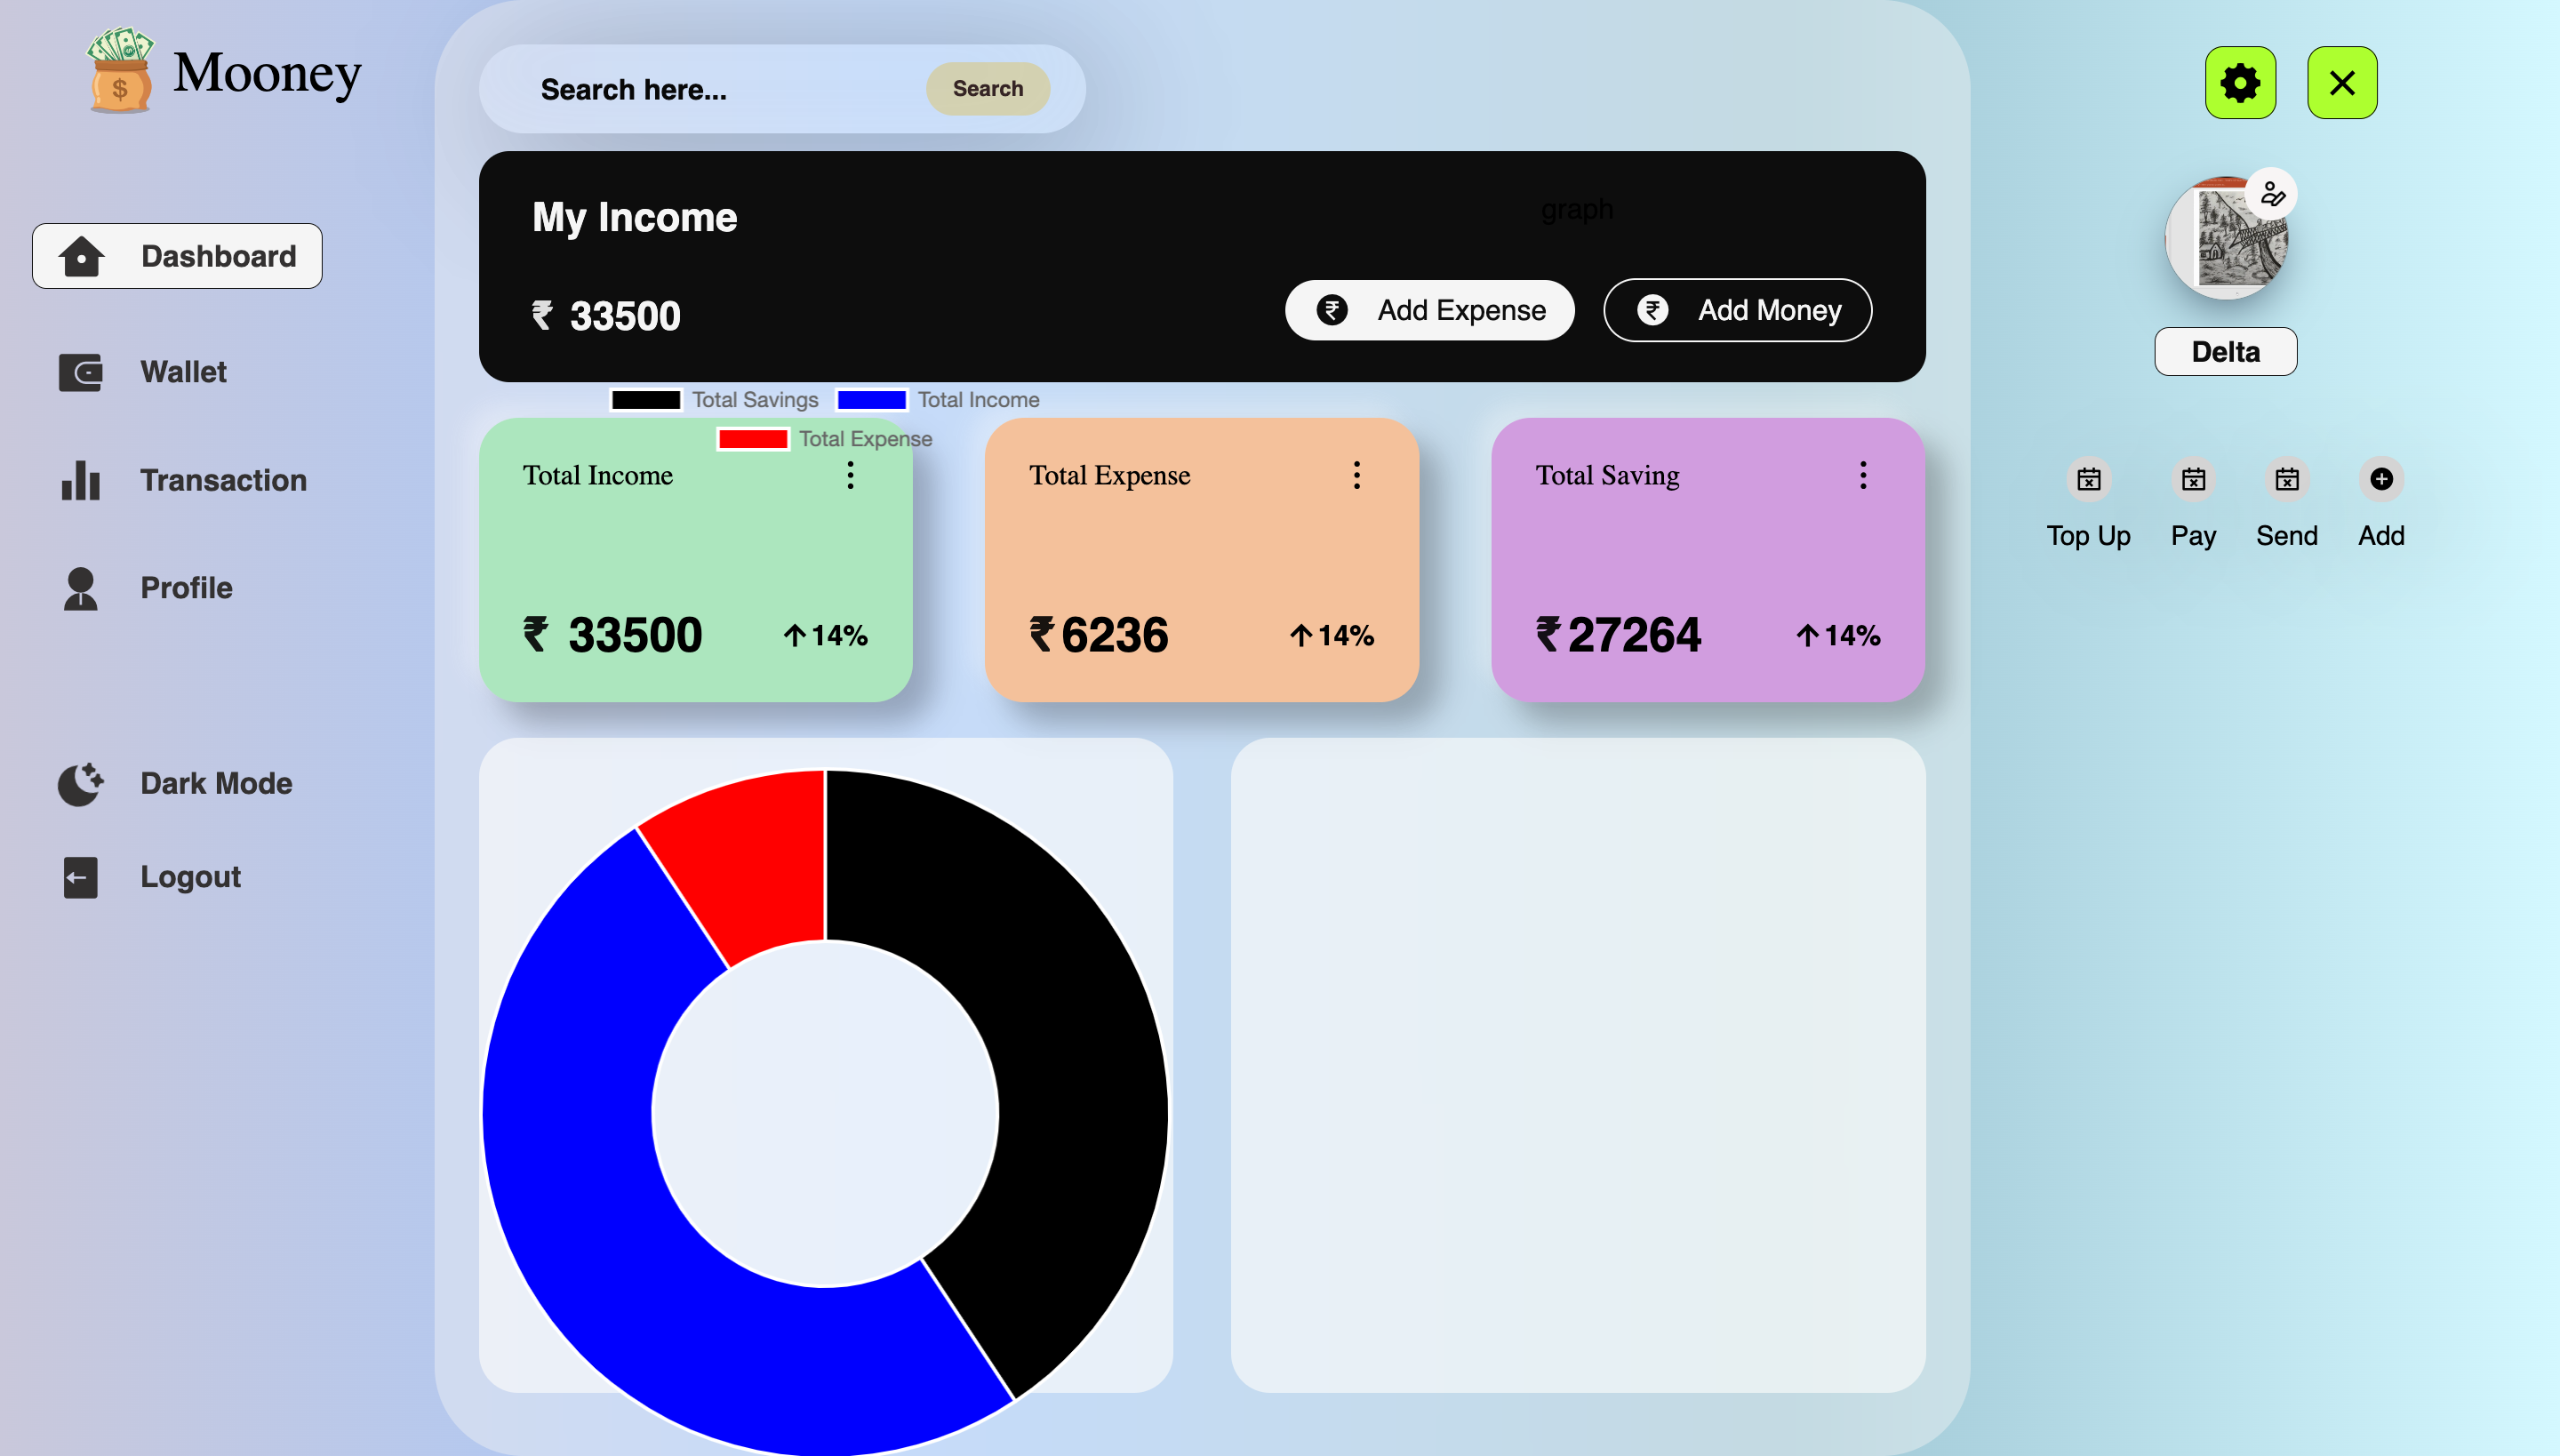 Mooney
Dashboard
Wallet
Transaction
Profile
Dark Mode
Logout
Search here...
Search
My Income
graph
₹ 33500
Add Expense
Add Money
Total Savings
Total Income
Total Expense
Total Income
₹ 33500
14%
Total Expense
₹6236
14%
Total Saving
₹27264
14%
Delta
Top Up
Pay
Send
Add